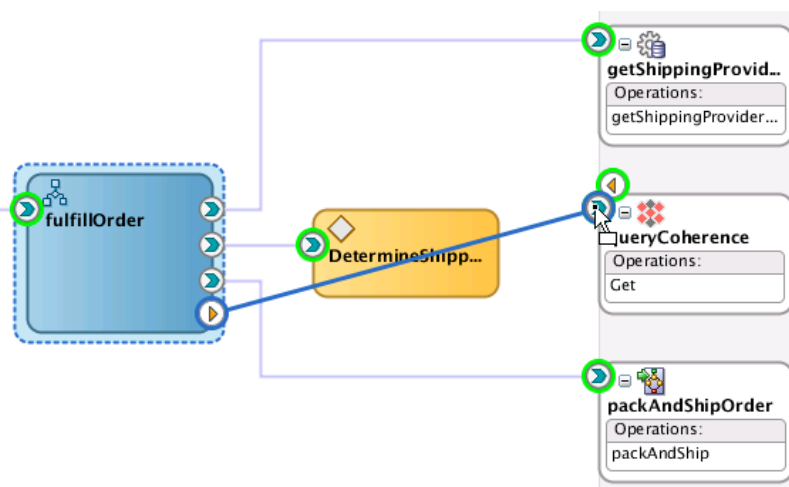 getShippingProvid...
Operations:
getShippingProvider...
fulfillOrder
DetermineShipp...
ueryCoherence
Operations:
Get
packAndShipOrder
Operations:
packAndShip